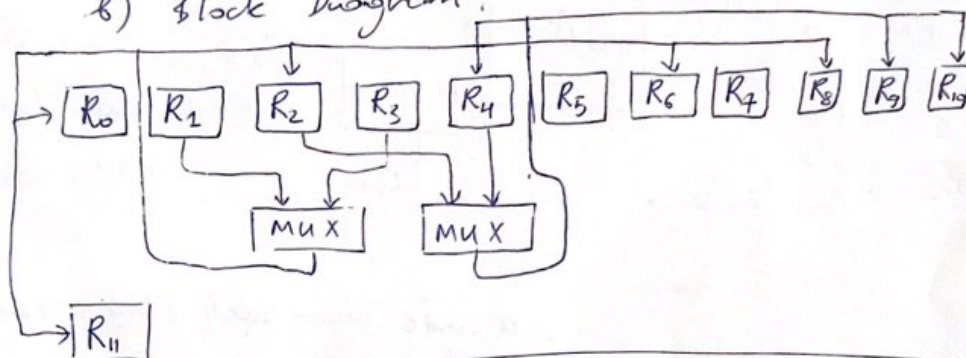 b) Block Diagram:
R0 R1 R2 R3 R4 R5 R6 R7 R8 R9 R10
MUX MUX
R11